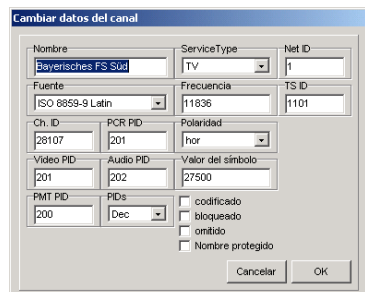 Cambiar datos del canal
Nombre ServiceType Net ID
Bayerisches FS Süd TV 1
Fuente Frecuencia TS ID
ISO 8859-9 Latin 11836 1101
Ch. ID PCR PID Polaridad
28107 201 hor
Video PID Audio PID Valor del símbolo
201 202 27500
PMT PID PIDs
200 Dec
codificado
bloqueado
omitido
Nombre protegido
Cancelar OK